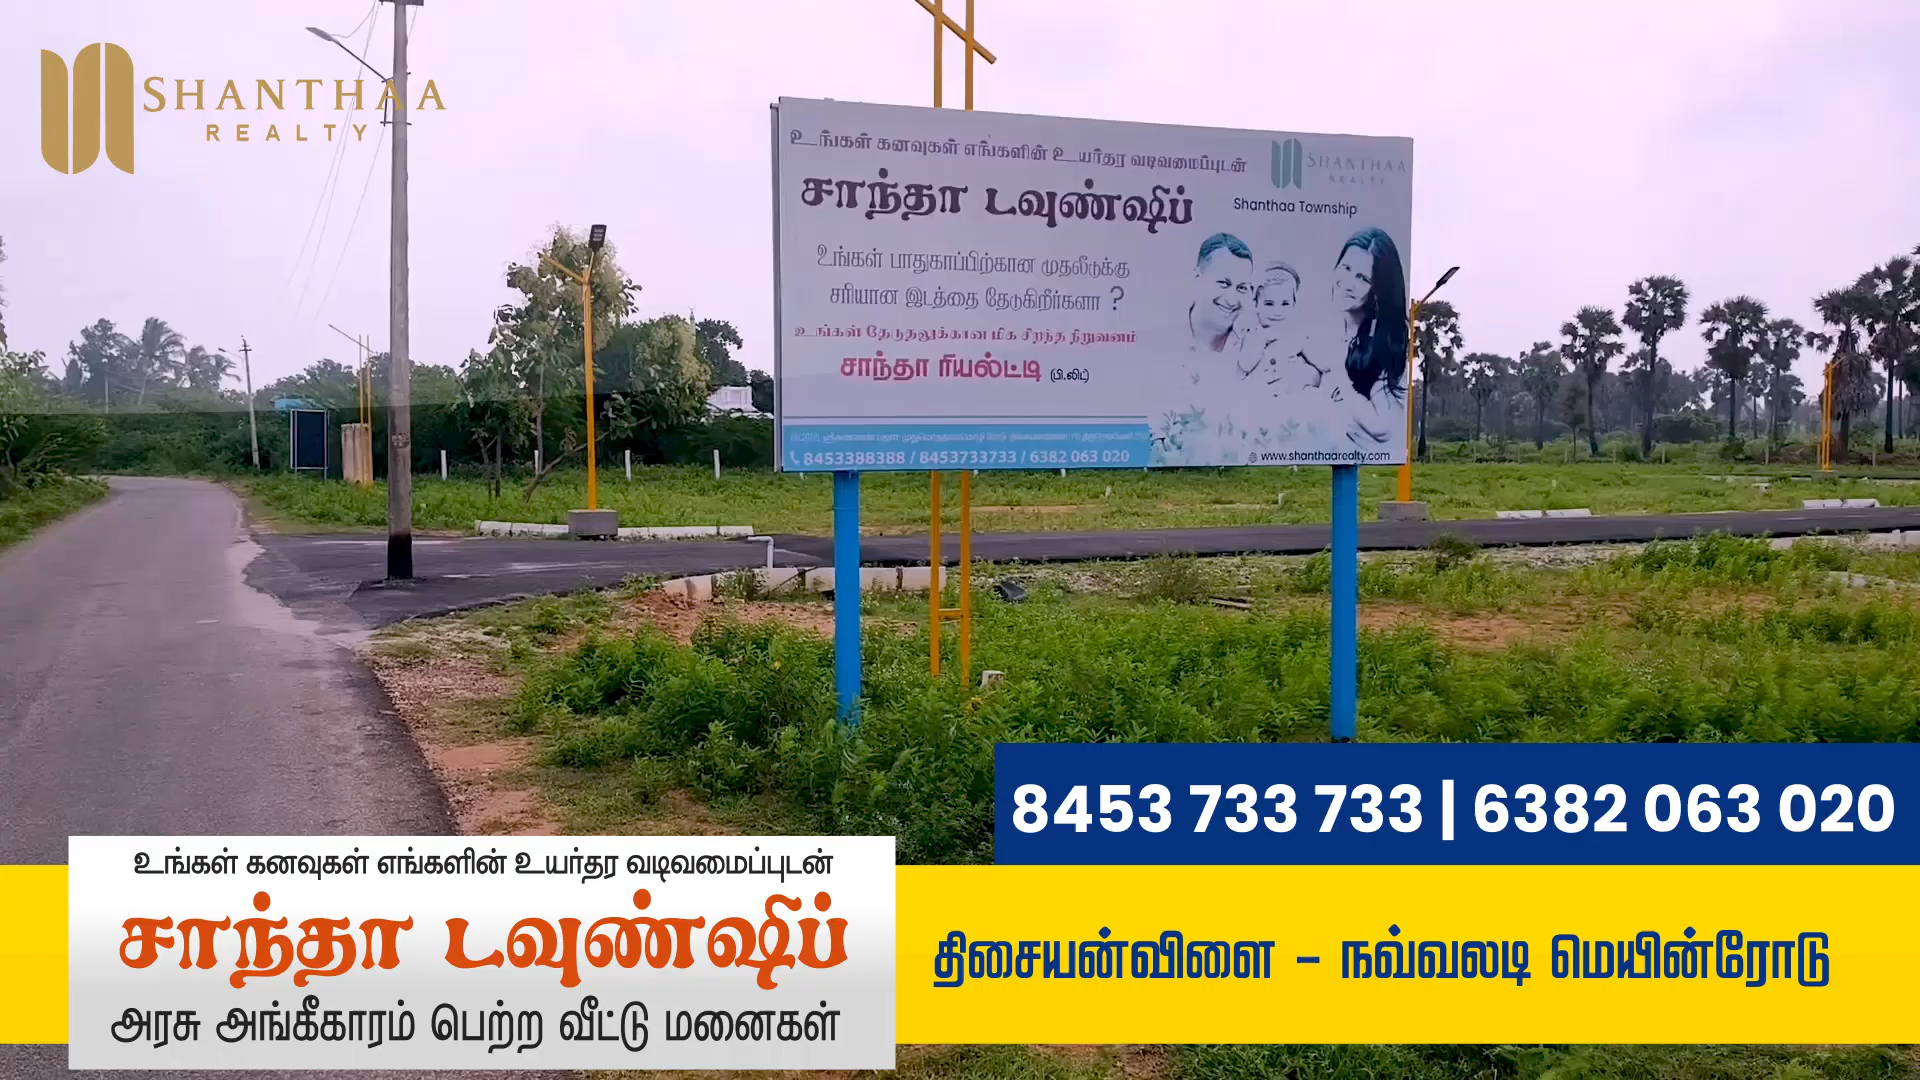 SHANTHAA
REALTY
உங்கள் கனவுகள் எங்களின் உயர்தர வடிவமைப்புடன்
SHANTHAA
REALTY
சாந்தா டவுண்ஷிப்
Shanthaa Township
உங்கள் பாதுகாப்பிற்கான முதலீடுக்கு
சரியான இடத்தை தேடுகிறீர்களா ?
உங்கள் தேடுதலுக்கான மிக சிறந்த நிறுவனம்
சாந்தா ரியல்ட்டி (பி.லிட்)
8453388388 / 8453733733 / 6382 063 020
www.shanthaarealty.com
8453 733 733 | 6382 063 020
உங்கள் கனவுகள் எங்களின் உயர்தர வடிவமைப்புடன்
சாந்தா டவுண்ஷிப்
அரசு அங்கீகாரம் பெற்ற வீட்டு மனைகள்
திசையன்விளை - நவ்வலடி மெயின்ரோடு